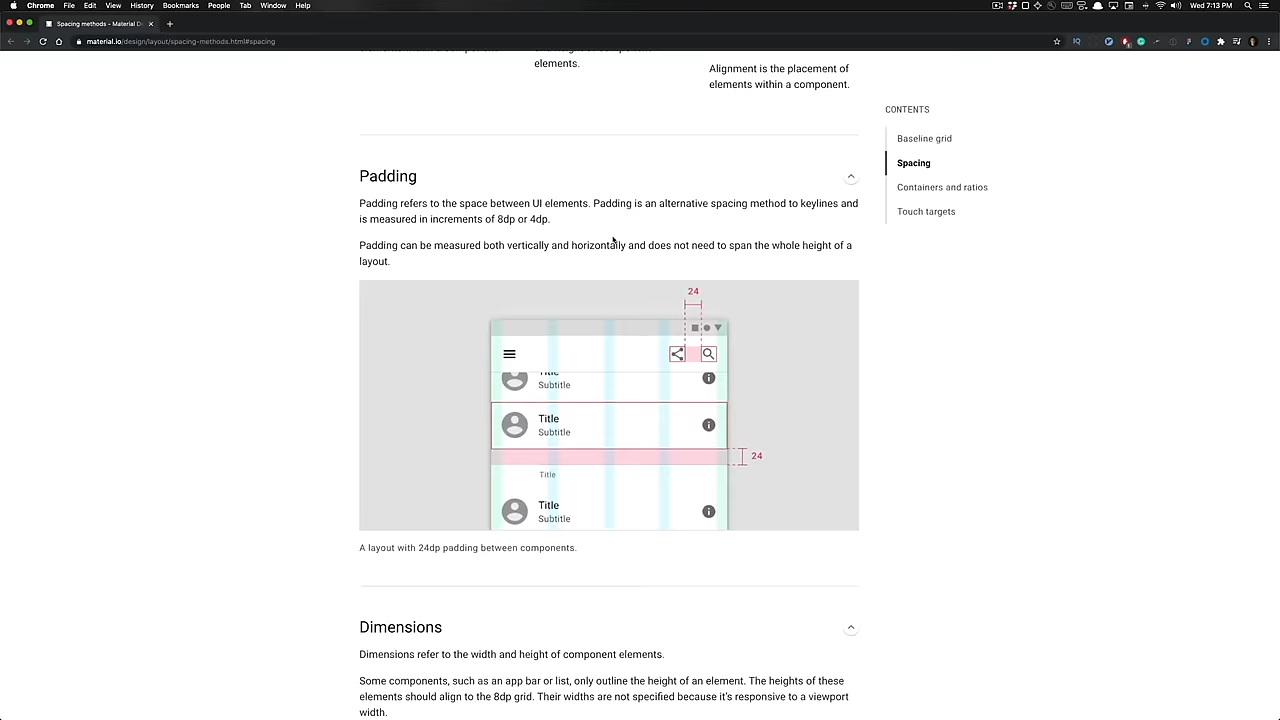 Chrome File Edit View History Bookmarks People Tab Window Help
Wed 7:13 PM
Spacing methods - Material D
material.io/design/layout/spacing-methods.html#spacing
elements.
Alignment is the placement of
elements within a component.
CONTENTS
Baseline grid
Spacing
Containers and ratios
Touch targets
Padding
Padding refers to the space between UI elements. Padding is an alternative spacing method to keylines and
is measured in increments of 8dp or 4dp.
Padding can be measured both vertically and horizontally and does not need to span the whole height of a
layout.
24
Title
Subtitle
Title
Subtitle
24
Title
Title
Subtitle
A layout with 24dp padding between components.
Dimensions
Dimensions refer to the width and height of component elements.
Some components, such as an app bar or list, only outline the height of an element. The heights of these
elements should align to the 8dp grid. Their widths are not specified because it's responsive to a viewport
width.